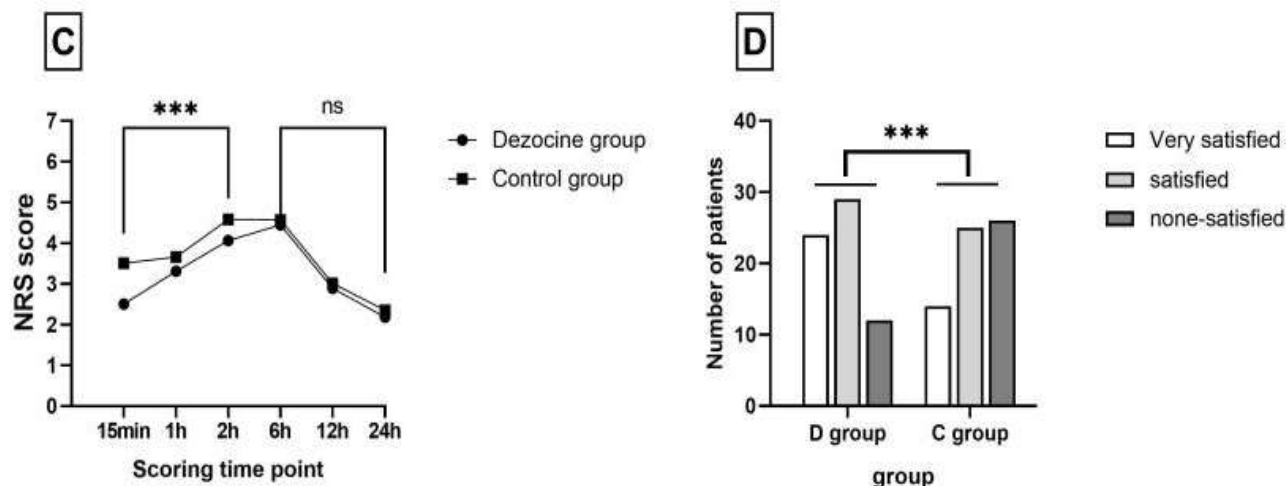 C
***
ns
7
6
5
4
3
2
1
0
NRS score
15min 1h 2h 6h 12h 24h
Scoring time point
Dezocine group
Control group
D
***
40
30
20
10
0
Number of patients
D group C group
group
Very satisfied
satisfied
none-satisfied